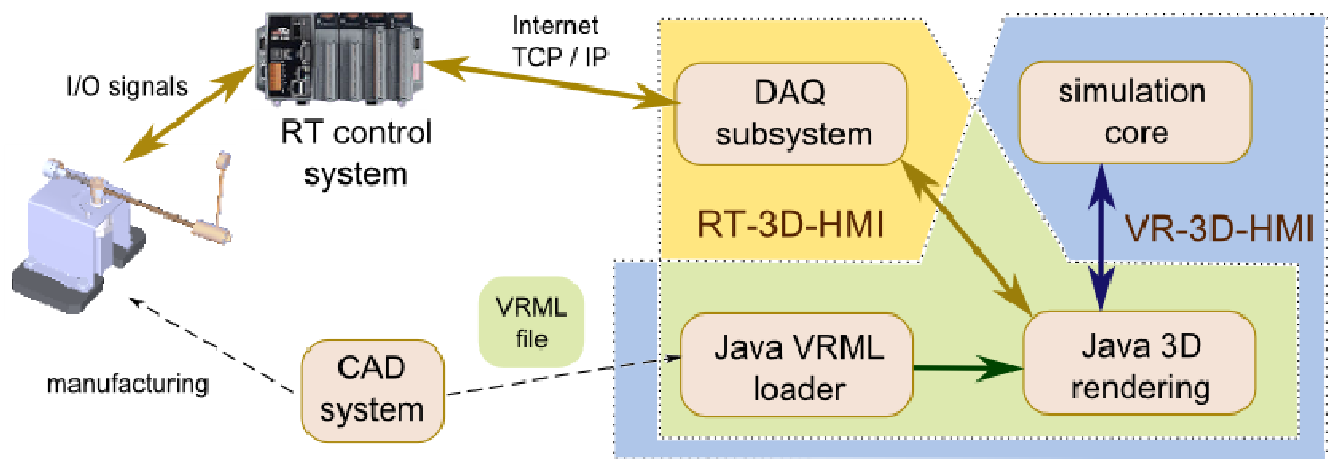 Internet
TCP / IP
I/O signals
RT control
system
DAQ
subsystem
simulation
core
RT-3D-HMI
VR-3D-HMI
VRML
file
Java VRML
loader
Java 3D
rendering
CAD
system
manufacturing